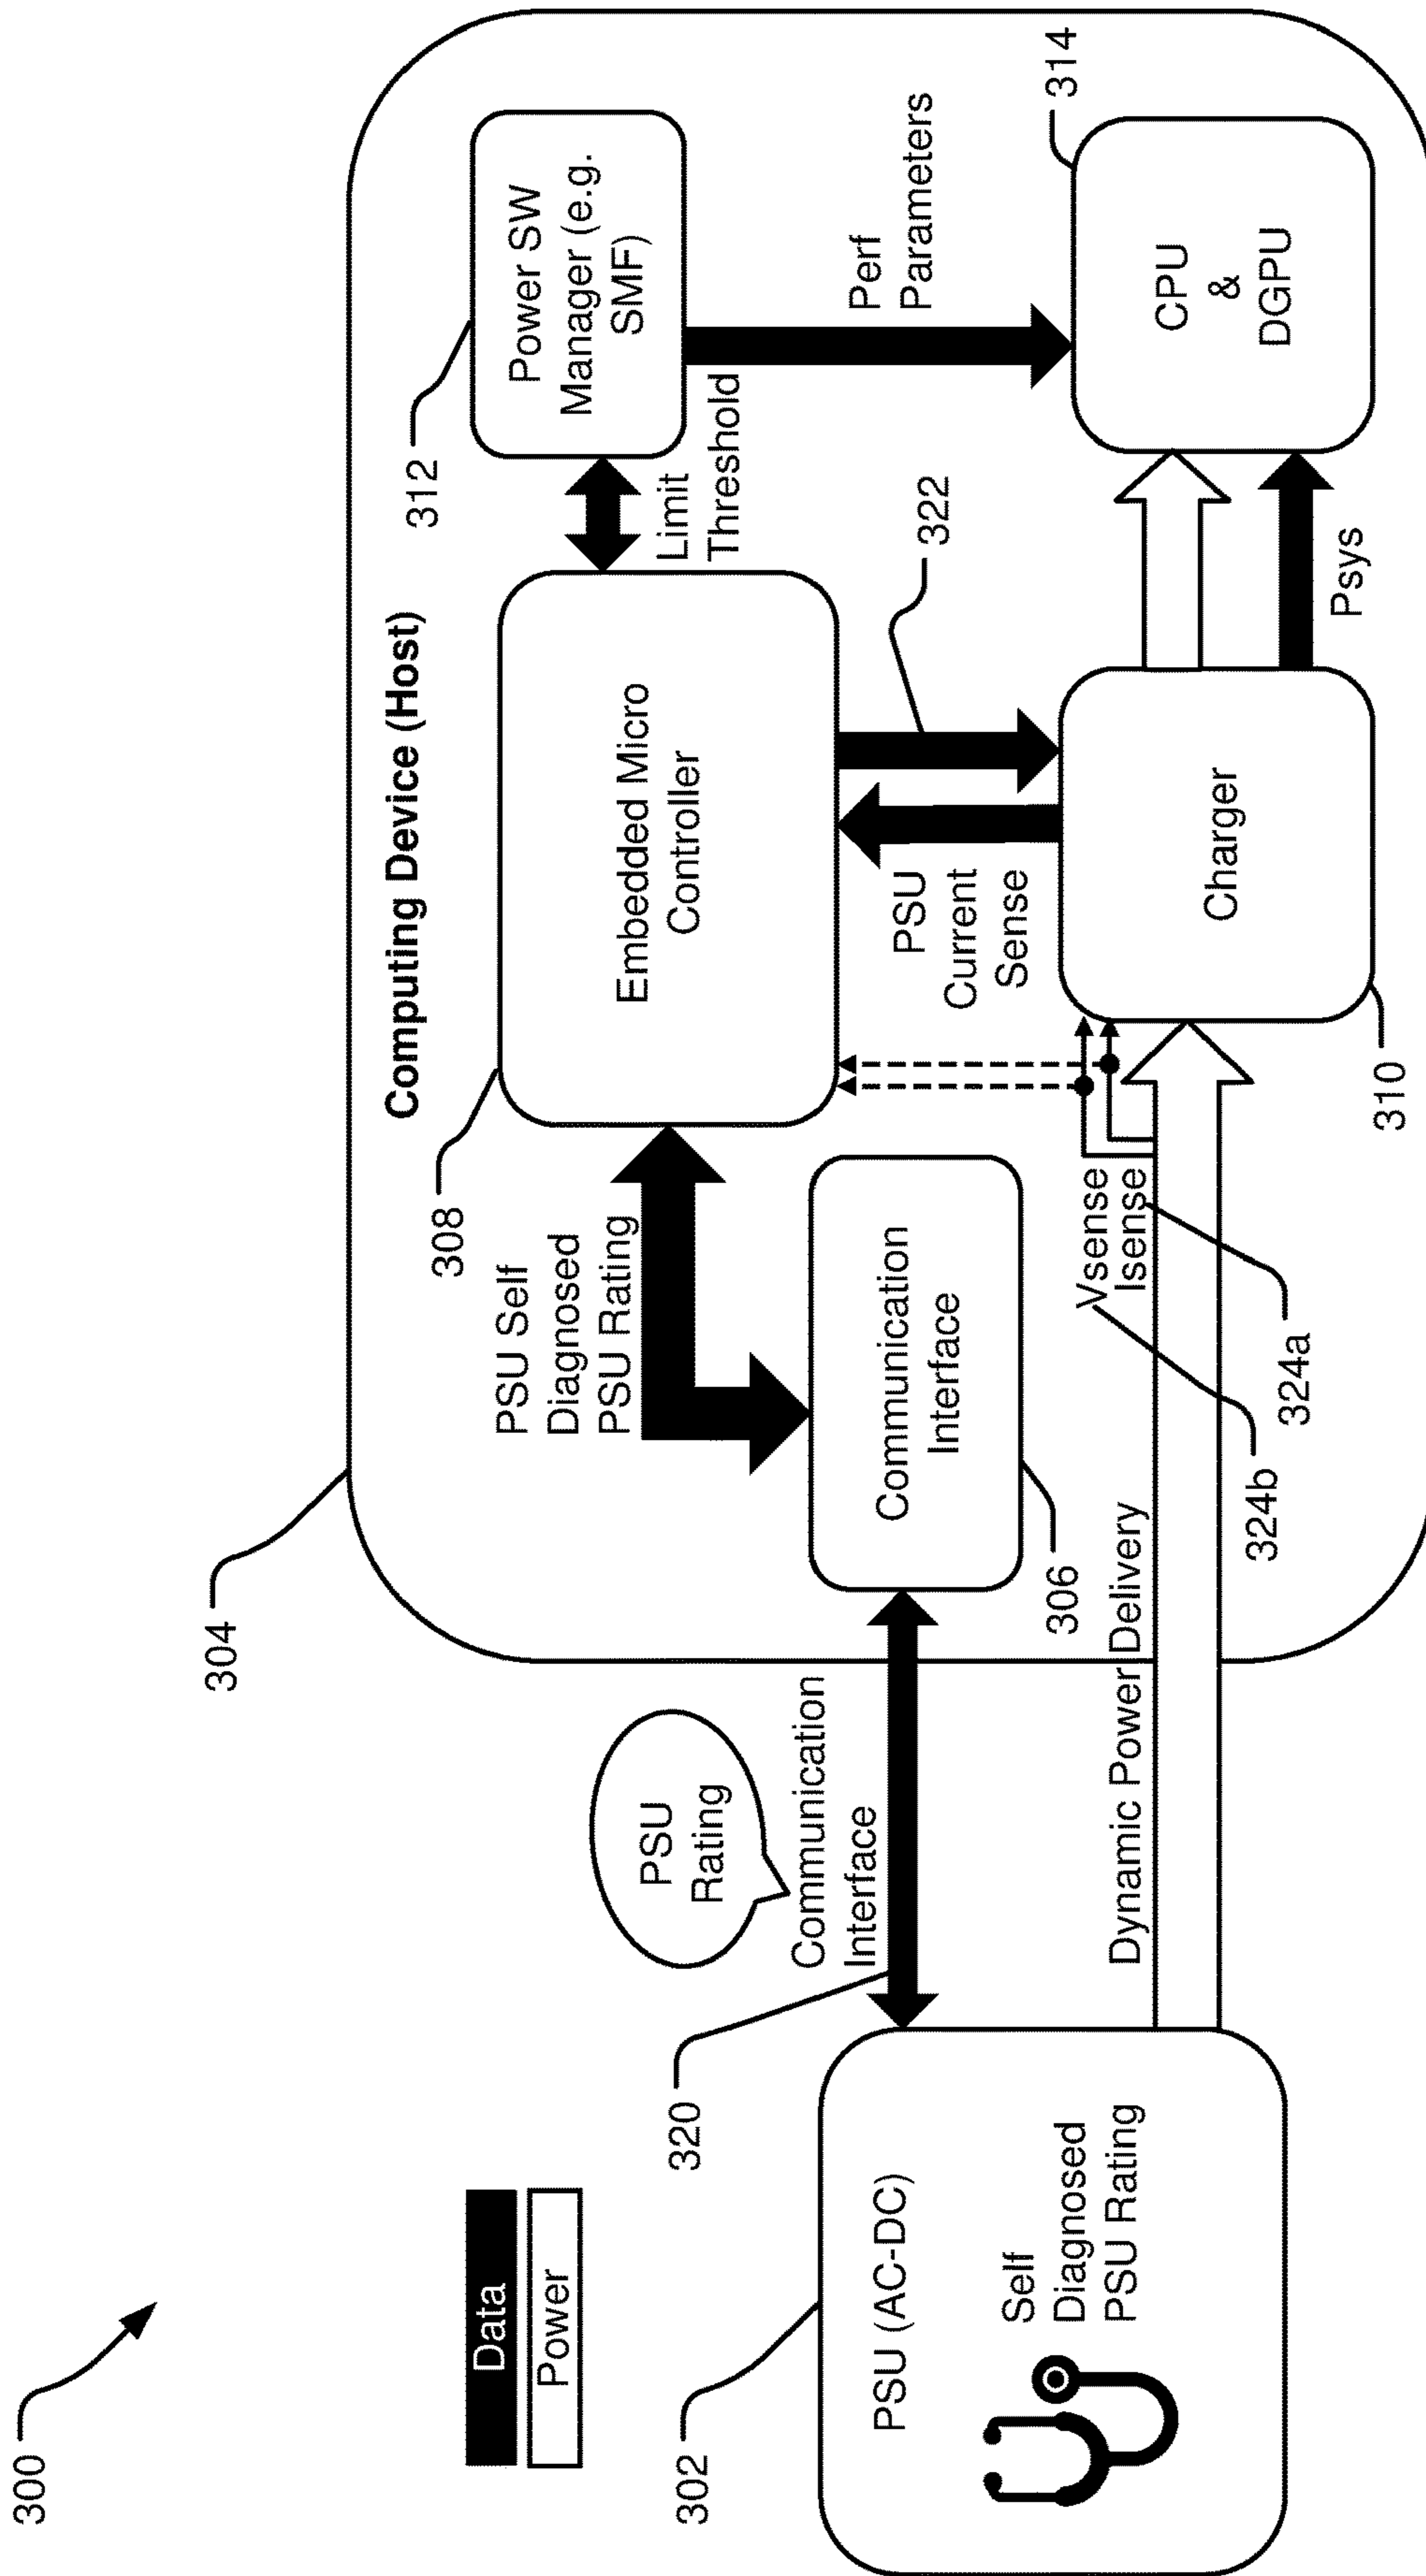 300
Data
Power
304
Computing Device (Host)
302
PSU (AC-DC)
Self
Diagnosed
PSU Rating
320
PSU
Rating
Communication
Interface
Dynamic Power Delivery
PSU Self
Diagnosed
PSU Rating
Communication
Interface
306
308
Embedded Micro
Controller
Vsense
Isense
324b
324a
PSU
Current
Sense
322
Limit
Threshold
312
Power SW
Manager (e.g.
SMF)
Perf
Parameters
Charger
310
Psys
CPU
&
DGPU
314